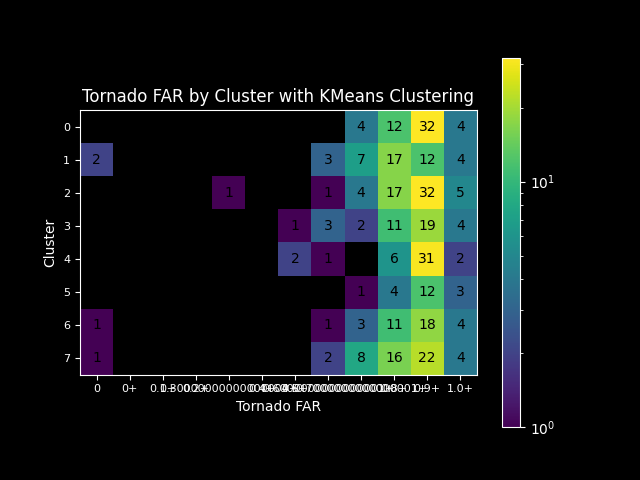 Tornado FAR by Cluster with KMeans Clustering
10¹
10⁰
Cluster
0 4 12 32 4
1 2 3 7 17 12 4
2 1 1 4 17 32 5
3 1 3 2 11 19 4
4 2 1 6 31 2
5 1 4 12 3
6 1 1 3 11 18 4
7 1 2 8 16 22 4
0 0+ 0.9+ 1.0+
Tornado FAR